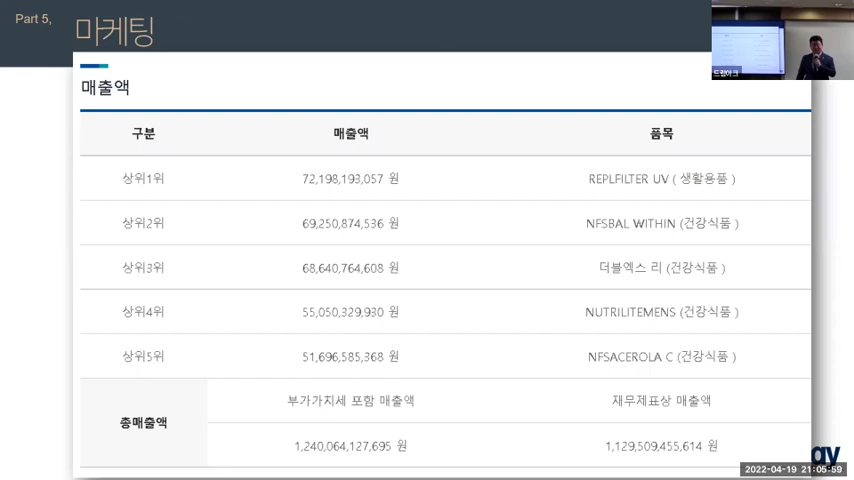 Part 5,
마케팅
드림아크
매출액
구분 매출액 품목
상위1위 72,198,193,057 원 REPLFILTER UV ( 생활용품 )
상위2위 69,250,874,536 원 NFSBAL WITHIN (건강식품 )
상위3위 68,640,764,608 원 더블엑스 리 (건강식품 )
상위4위 55,050,329,930 원 NUTRILITEMENS (건강식품 )
상위5위 51,696,585,368 원 NFSACEROLA C (건강식품 )
총매출액 부가가치세 포함 매출액 재무제표상 매출액
1,240,064,127,695 원 1,129,509,455,614 원
ay
2022-04-19 21:05:59